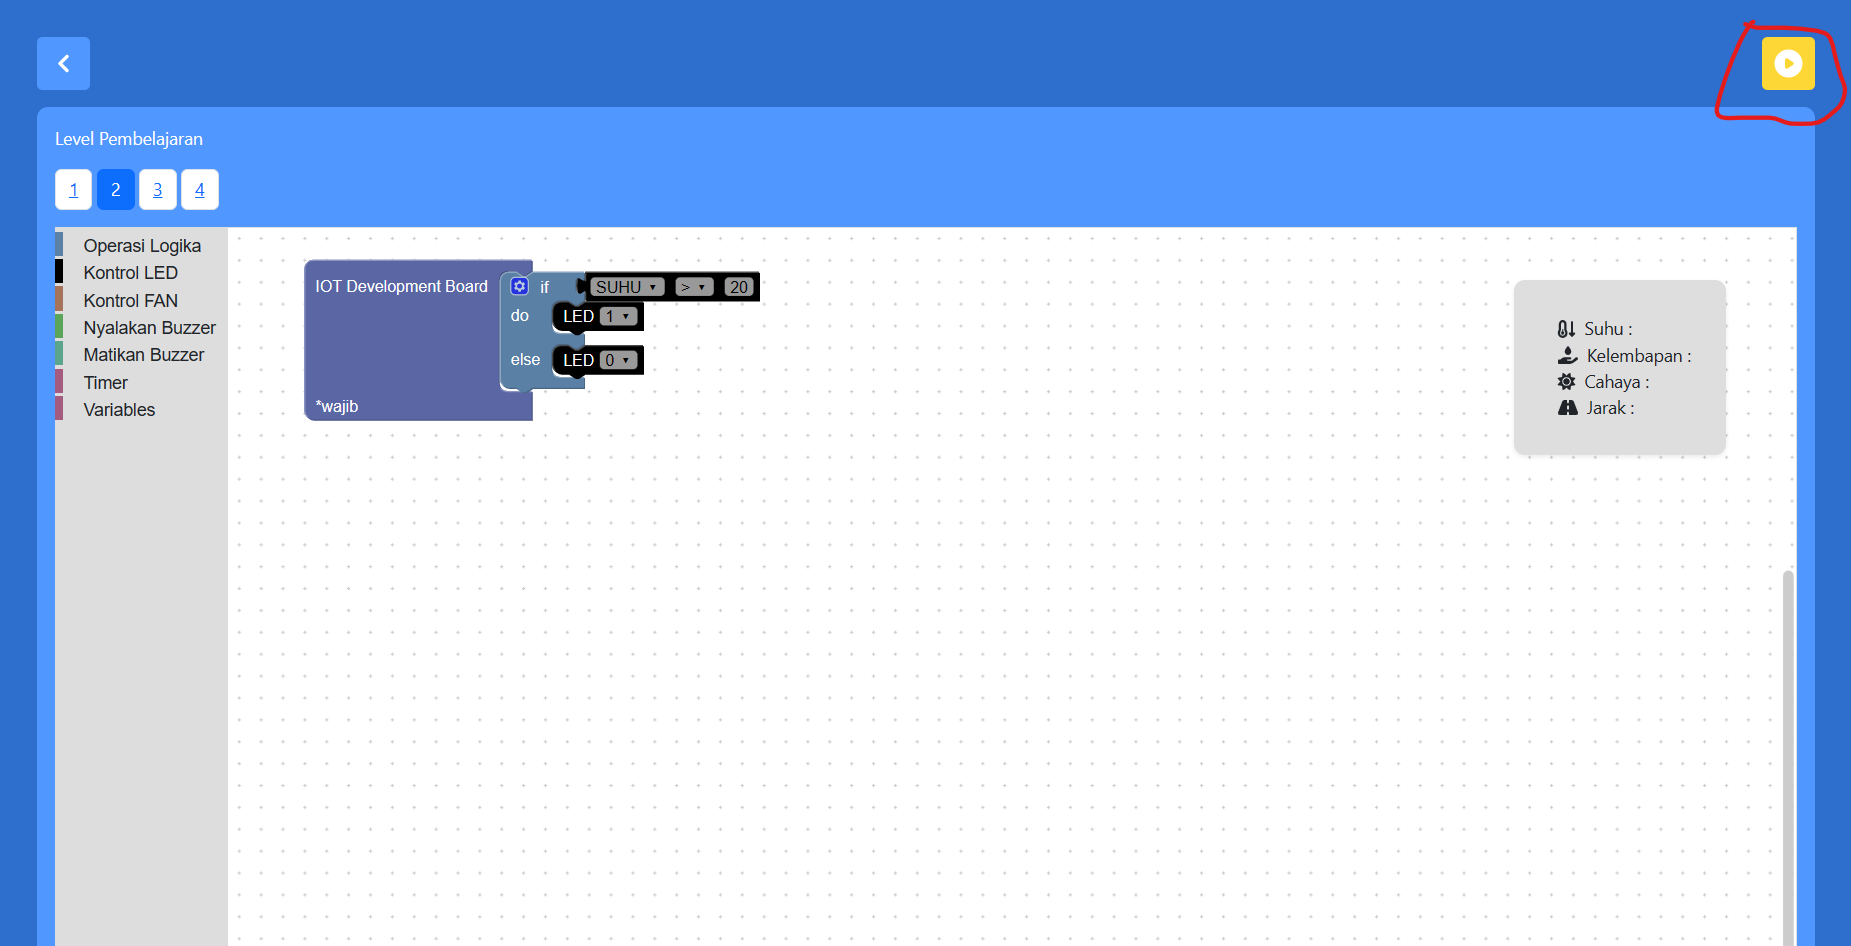 Level Pembelajaran
1 2 3 4
Operasi Logika
Kontrol LED
Kontrol FAN
Nyalakan Buzzer
Matikan Buzzer
Timer
Variables
IOT Development Board
if SUHU > 20
do LED 1
else LED 0
*wajib
Suhu :
Kelembapan :
Cahaya :
Jarak :